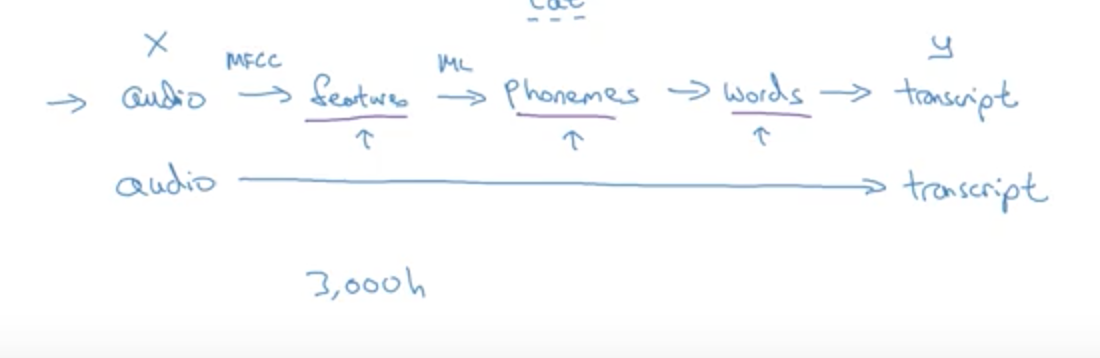 X y
MFCC ML
→ audio → features → Phonemes → words → transcript
audio → transcript
3,000h